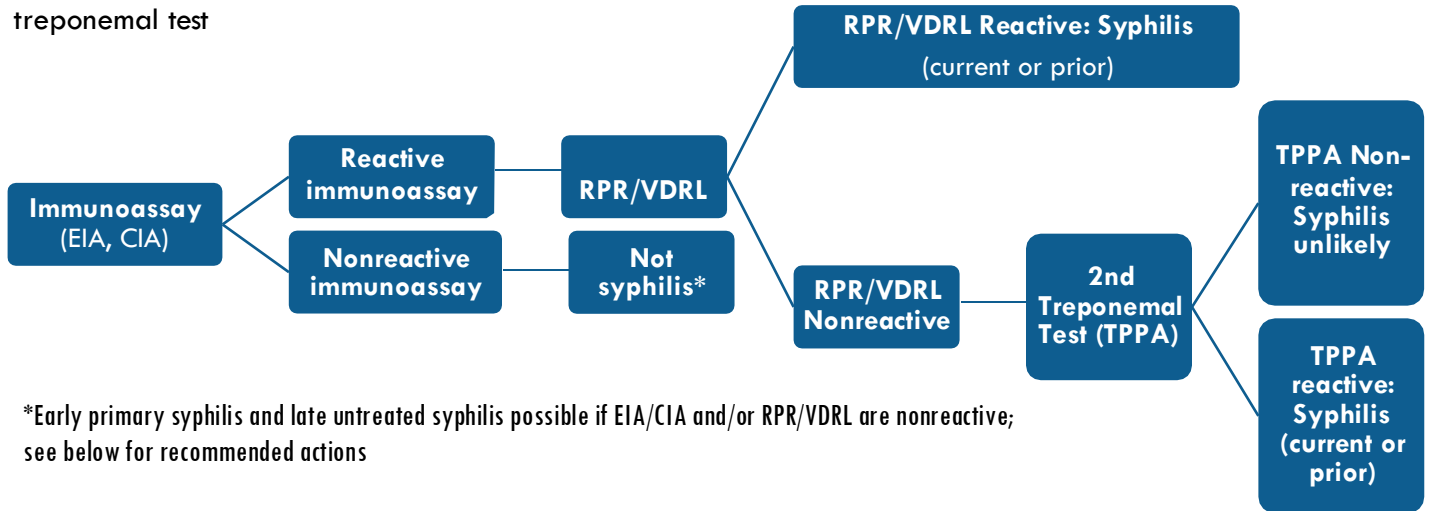 treponemal test
RPR/VDRL Reactive: Syphilis
(current or prior)
Reactive
immunoassay
RPR/VDRL
Immunoassay
(EIA, CIA)
Nonreactive
immunoassay
Not
syphilis*
RPR/VDRL
Nonreactive
2nd
Treponemal
Test (TPPA)
TPPA Non-
reactive:
Syphilis
unlikely
TPPA
reactive:
Syphilis
(current or
prior)
*Early primary syphilis and late untreated syphilis possible if EIA/CIA and/or RPR/VDRL are nonreactive;
see below for recommended actions